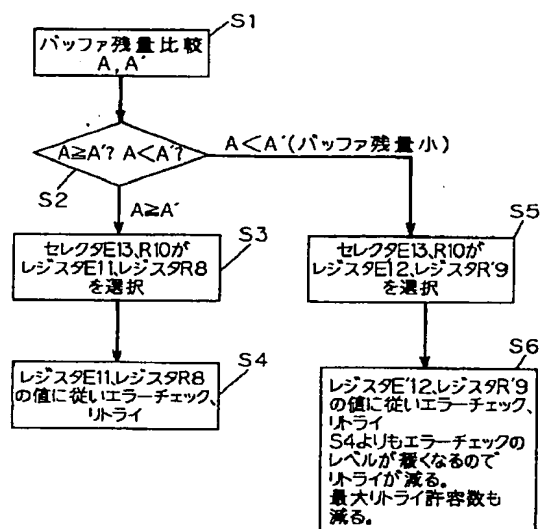 S1
バッファ残量比較
A, A´
A≧A´? A<A´?
S2
A<A´(バッファ残量小)
A≧A´
S3
セレクタE13、R10が
レジスタE11、レジスタR8
を選択
S5
セレクタE13、R10が
レジスタE´12、レジスタR´9
を選択
S4
レジスタE11、レジスタR8
の値に従いエラーチェック、
リトライ
S6
レジスタE´12、レジスタR´9
の値に従いエラーチェック、
リトライ
S4よりもエラーチェックの
レベルが緩くなるので
リトライが減る。
最大リトライ許容数も
減る。